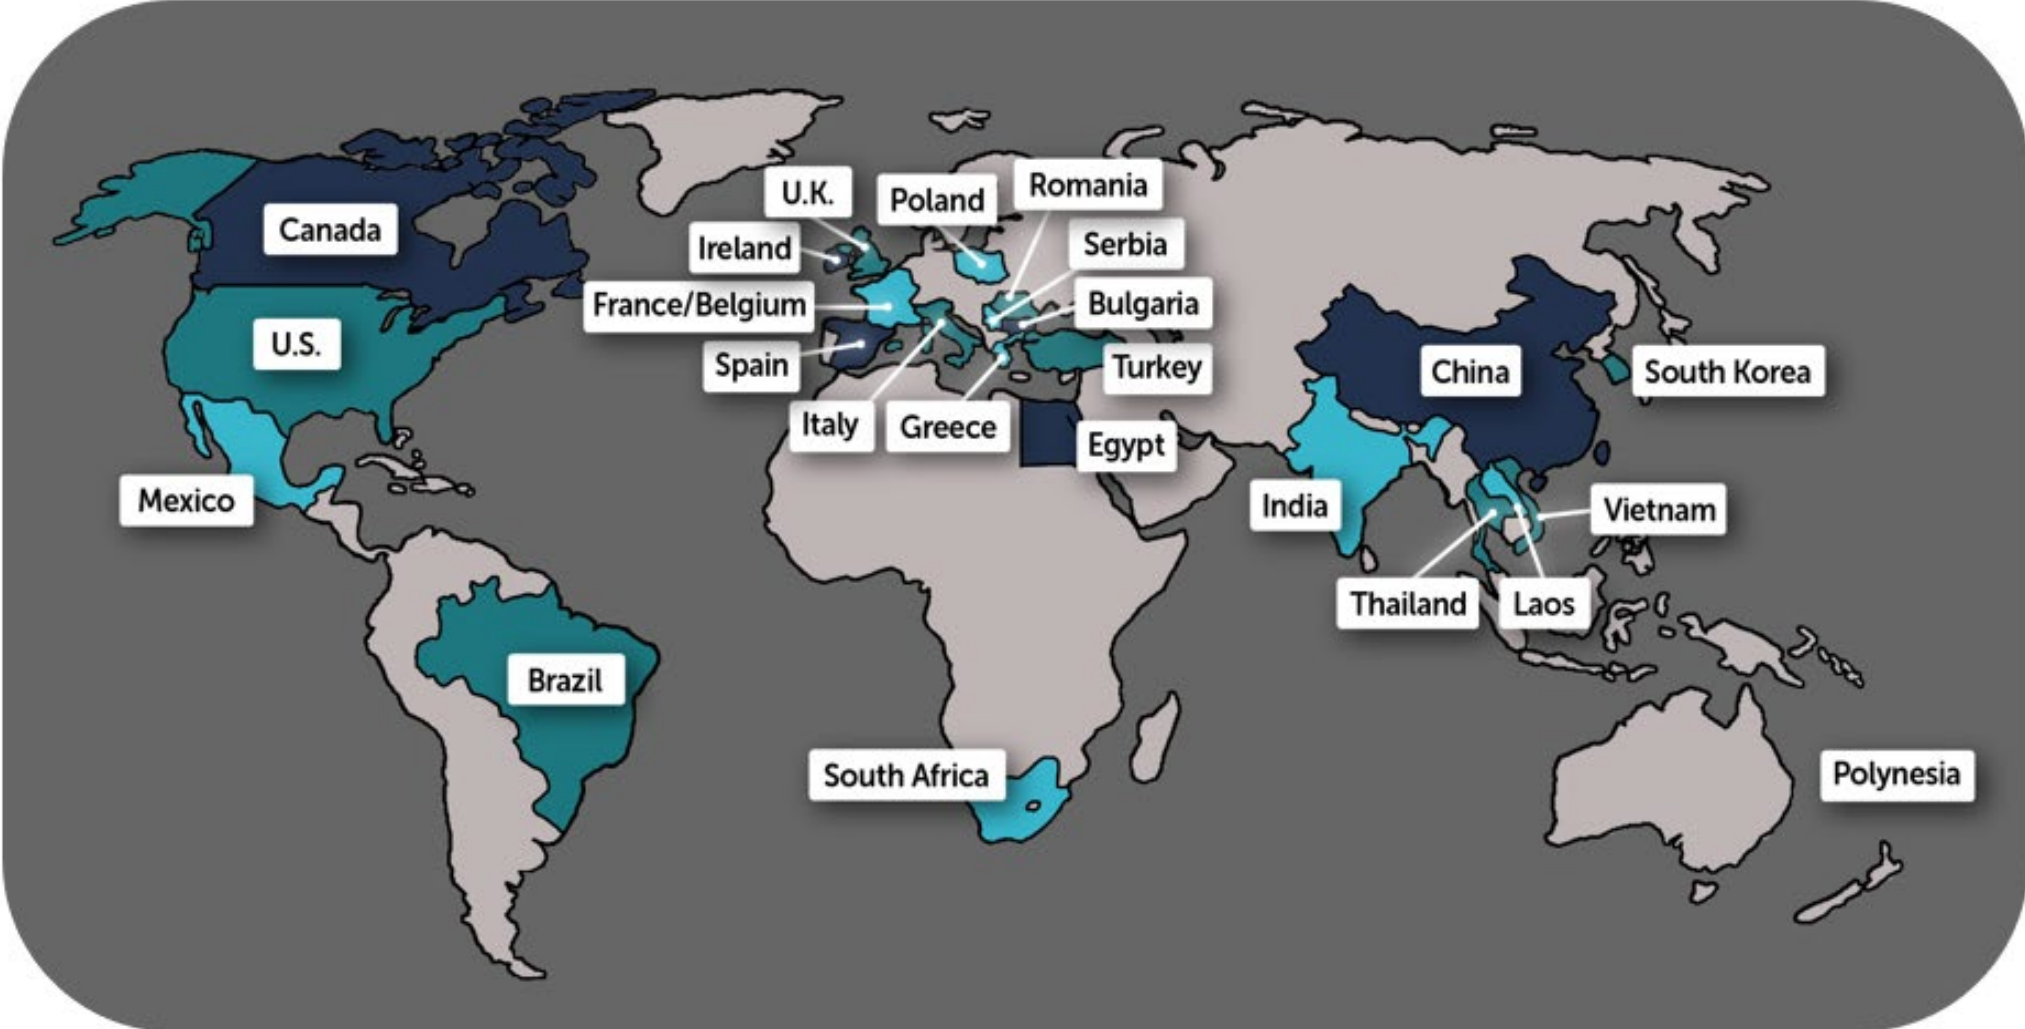 Canada
U.S.
Mexico
Brazil
U.K.
Poland
Romania
Ireland
Serbia
France/Belgium
Bulgaria
Spain
Turkey
Italy
Greece
Egypt
South Africa
China
South Korea
India
Vietnam
Thailand
Laos
Polynesia